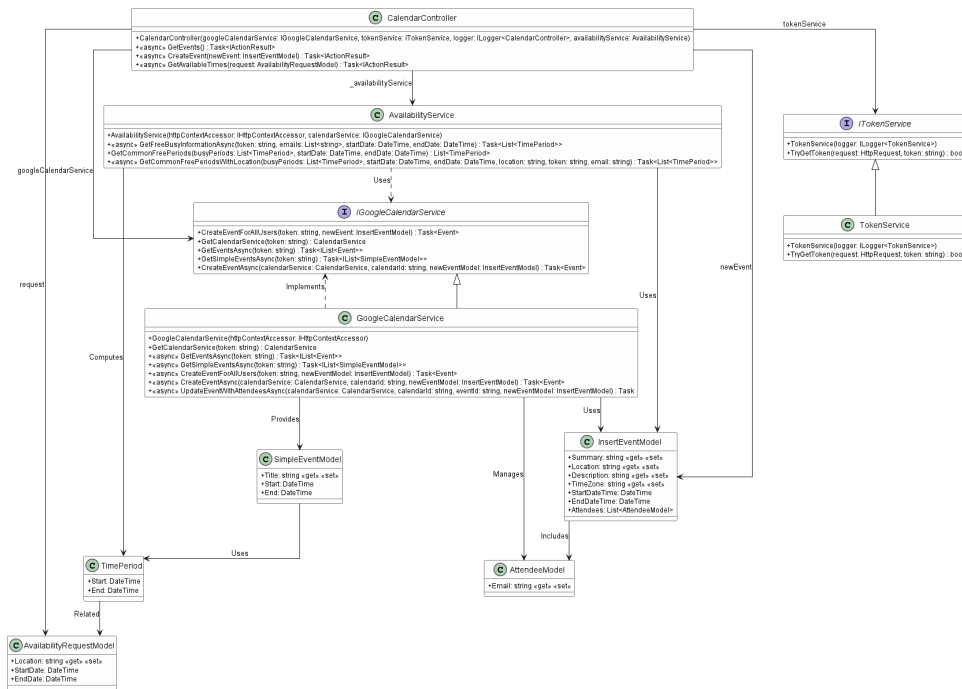 C CalendarController
+CalendarController(googleCalendarService: IGoogleCalendarService, tokenService: ITokenService, logger: ILogger<CalendarController>, availabilityService: AvailabilityService)
+«async» GetEvents() : Task<IActionResult>
+«async» CreateEvent(newEvent: InsertEventModel) : Task<IActionResult>
+«async» GetAvailableTimes(request: AvailabilityRequestModel) : Task<IActionResult>
tokenService
_availabilityService
C AvailabilityService
+AvailabilityService(httpContextAccessor: IHttpContextAccessor, calendarService: IGoogleCalendarService)
+«async» GetFreeBusyInformationAsync(token: string, emails: List<string>, startDate: DateTime, endDate: DateTime) : Task<List<TimePeriod>>
+GetCommonFreePeriods(busyPeriods: List<TimePeriod>, startDate: DateTime, endDate: DateTime) : List<TimePeriod>
+«async» GetCommonFreePeriodsWithLocation(busyPeriods: List<TimePeriod>, startDate: DateTime, endDate: DateTime, location: string, token: string, email: string) : Task<List<TimePeriod>>
I ITokenService
+TokenService(logger: ILogger<TokenService>)
+TryGetToken(request: HttpRequest, token: string) : boo
googleCalendarService
Uses
I IGoogleCalendarService
+CreateEventForAllUsers(token: string, newEvent: InsertEventModel) : Task<Event>
+GetCalendarService(token: string) : CalendarService
+GetEventsAsync(token: string) : Task<IList<Event>>
+GetSimpleEventsAsync(token: string) : Task<IList<SimpleEventModel>>
+CreateEventAsync(calendarService: CalendarService, calendarId: string, newEventModel: InsertEventModel) : Task<Event>
C TokenService
+TokenService(logger: ILogger<TokenService>)
+TryGetToken(request: HttpRequest, token: string) : boo
newEvent
request
Implements
Uses
C GoogleCalendarService
+GoogleCalendarService(httpContextAccessor: IHttpContextAccessor)
+GetCalendarService(token: string) : CalendarService
+«async» GetEventsAsync(token: string) : Task<IList<Event>>
+«async» GetSimpleEventsAsync(token: string) : Task<IList<SimpleEventModel>>
+«async» CreateEventForAllUsers(token: string, newEventModel: InsertEventModel) : Task<Event>
+«async» CreateEventAsync(calendarService: CalendarService, calendarId: string, newEventModel: InsertEventModel) : Task<Event>
+«async» UpdateEventWithAttendeesAsync(calendarService: CalendarService, calendarId: string, eventId: string, newEventModel: InsertEventModel) : Task
Computes
Provides
Uses
C SimpleEventModel
+Title: string «get» «set»
+Start: DateTime
+End: DateTime
Manages
C InsertEventModel
+Summary: string «get» «set»
+Location: string «get» «set»
+Description: string «get» «set»
+TimeZone: string «get» «set»
+StartDateTime: DateTime
+EndDateTime: DateTime
+Attendees: List<AttendeeModel>
Includes
Uses
C TimePeriod
+Start: DateTime
+End: DateTime
C AttendeeModel
+Email: string «get» «set»
Related
C AvailabilityRequestModel
+Location: string «get» «set»
+StartDate: DateTime
+EndDate: DateTime